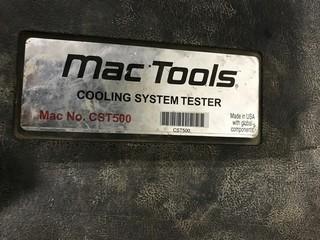 Mac Tools
COOLING SYSTEM TESTER
Mac No. CST500
CST500
Made in USA
with global
components